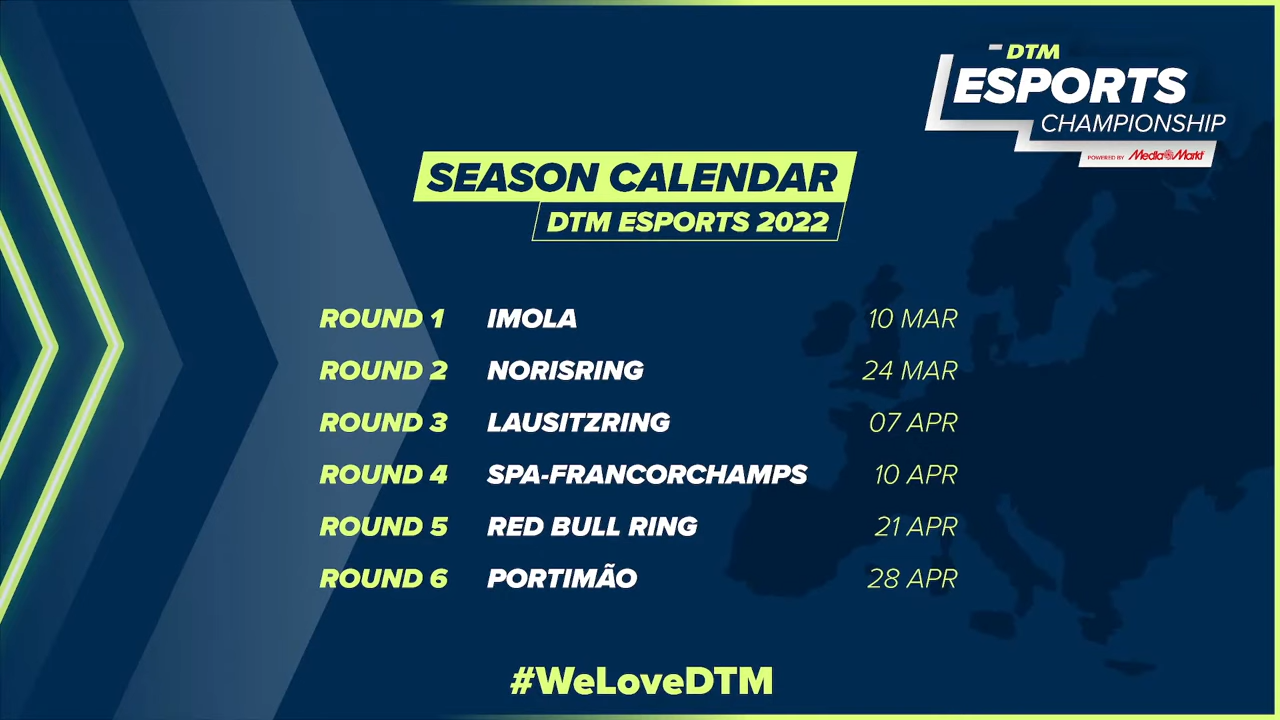 DTM
ESPORTS
CHAMPIONSHIP
POWERED BY MediaMarkt
SEASON CALENDAR
DTM ESPORTS 2022
ROUND 1 IMOLA 10 MAR
ROUND 2 NORISRING 24 MAR
ROUND 3 LAUSITZRING 07 APR
ROUND 4 SPA-FRANCORCHAMPS 10 APR
ROUND 5 RED BULL RING 21 APR
ROUND 6 PORTIMÃO 28 APR
#WeLoveDTM